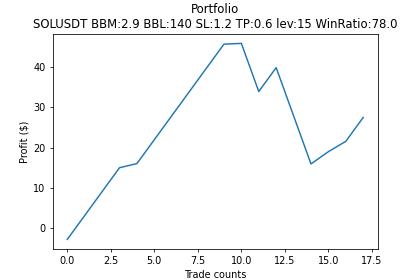 Portfolio
SOLUSDT BBM:2.9 BBL:140 SL:1.2 TP:0.6 lev:15 WinRatio:78.0
Profit ($)
40
30
20
10
0
0.0 2.5 5.0 7.5 10.0 12.5 15.0 17.5
Trade counts